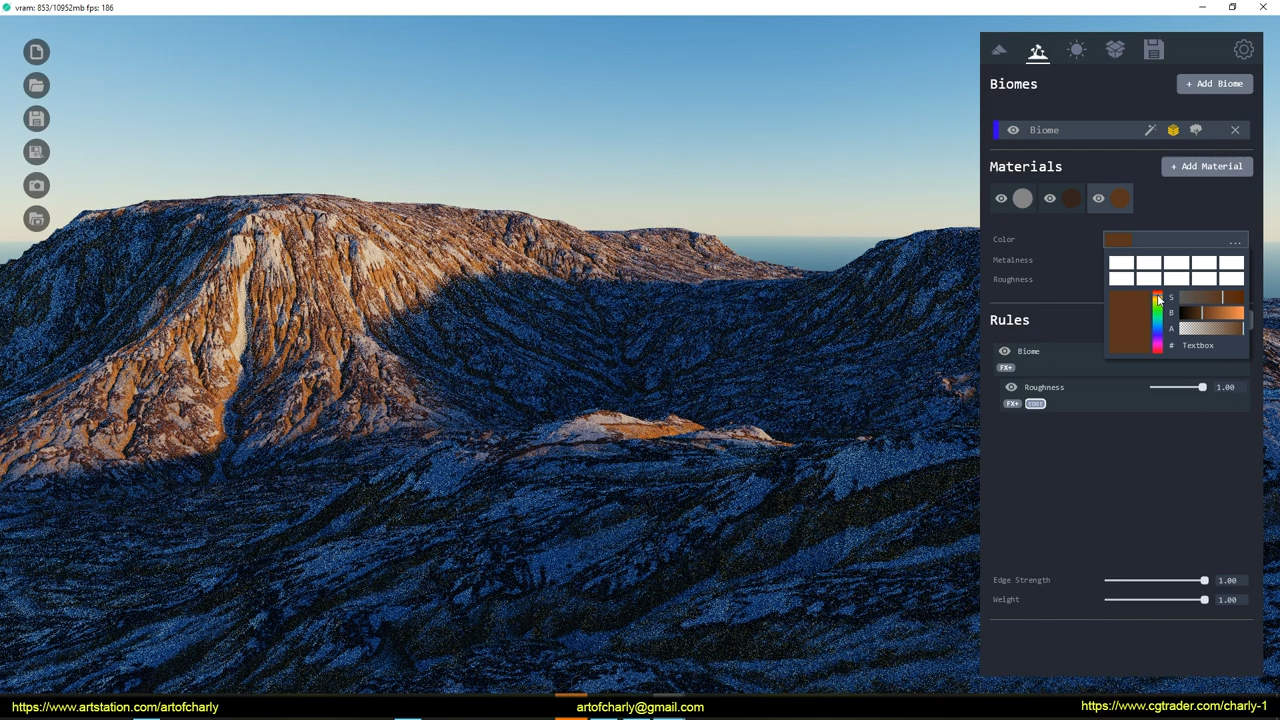 vram: 853/10952mb fps: 186
Biomes
+ Add Biome
Biome
Materials
+ Add Material
Color
...
Metalness
Roughness
S
B
A
# Textbox
Rules
Biome
FX+
Roughness
1.00
FX+
Edge Strength
1.00
Weight
1.00
https://www.artstation.com/artofcharly
artofcharly@gmail.com
https://www.cgtrader.com/charly-1